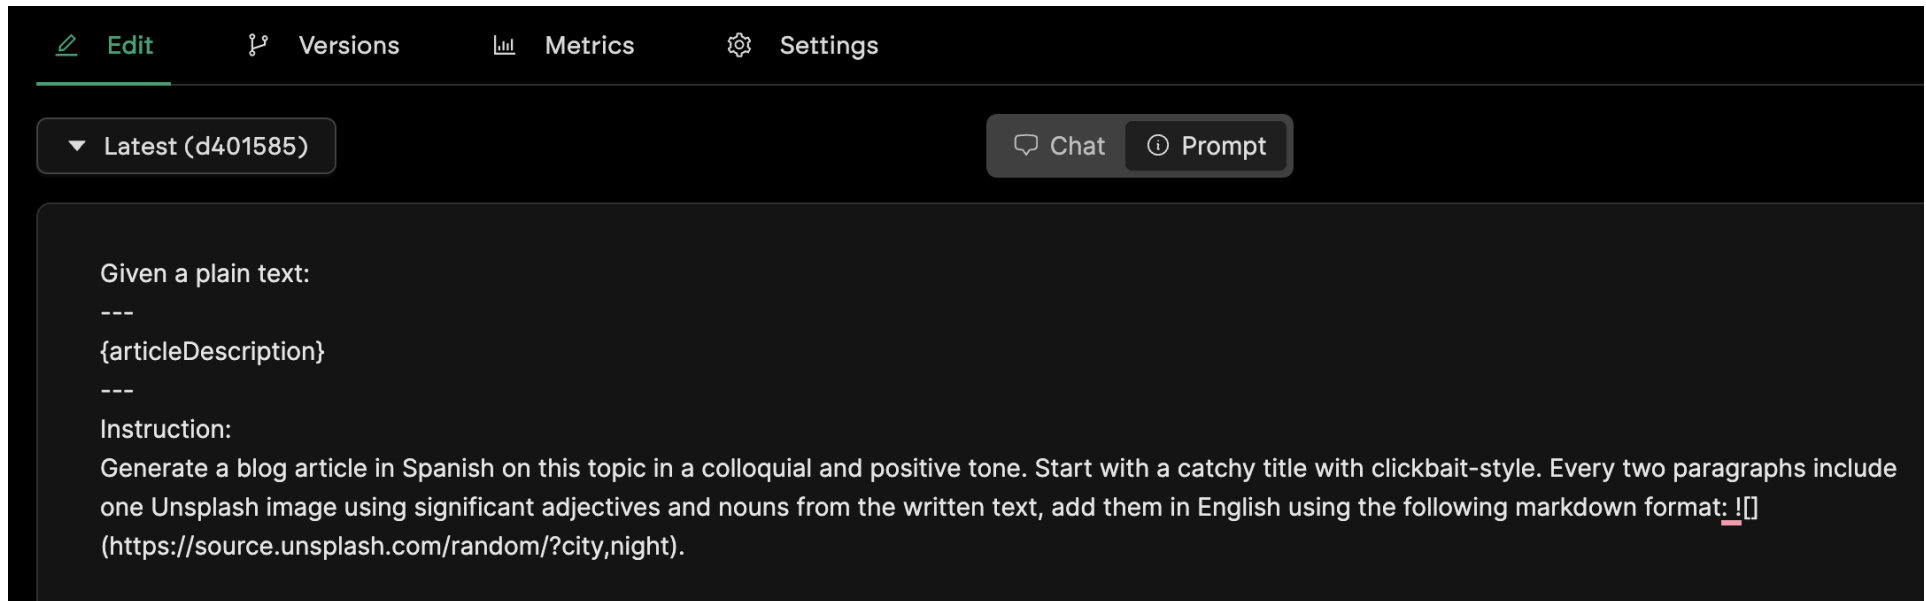 Edit Versions Metrics Settings
Latest (d401585) Chat Prompt
Given a plain text:
---
{articleDescription}
---
Instruction:
Generate a blog article in Spanish on this topic in a colloquial and positive tone. Start with a catchy title with clickbait-style. Every two paragraphs include
one Unsplash image using significant adjectives and nouns from the written text, add them in English using the following markdown format: ![]
(https://source.unsplash.com/random/?city,night).